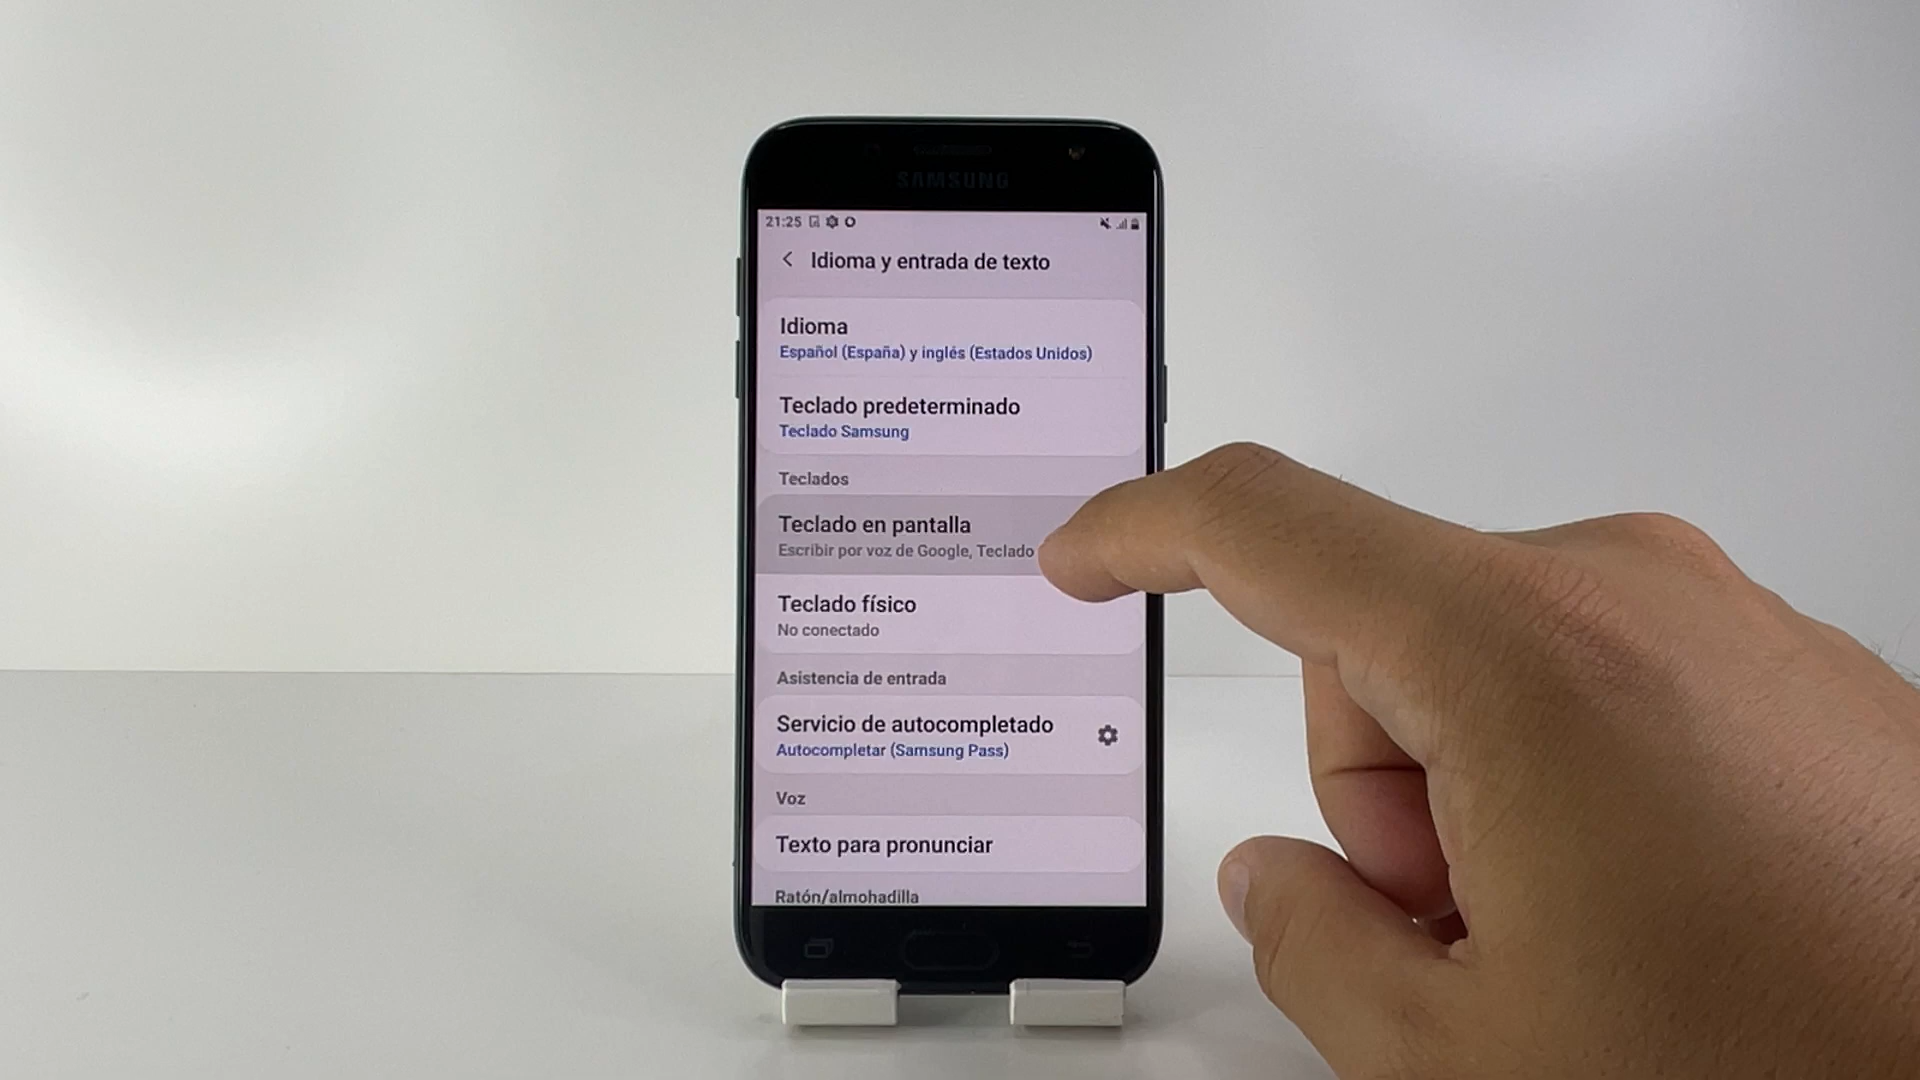 SAMSUNG
21:25
Idioma y entrada de texto
Idioma
Español (España) y inglés (Estados Unidos)
Teclado predeterminado
Teclado Samsung
Teclados
Teclado en pantalla
Escribir por voz de Google, Teclado
Teclado físico
No conectado
Asistencia de entrada
Servicio de autocompletado
Autocompletar (Samsung Pass)
Voz
Texto para pronunciar
Ratón/almohadilla